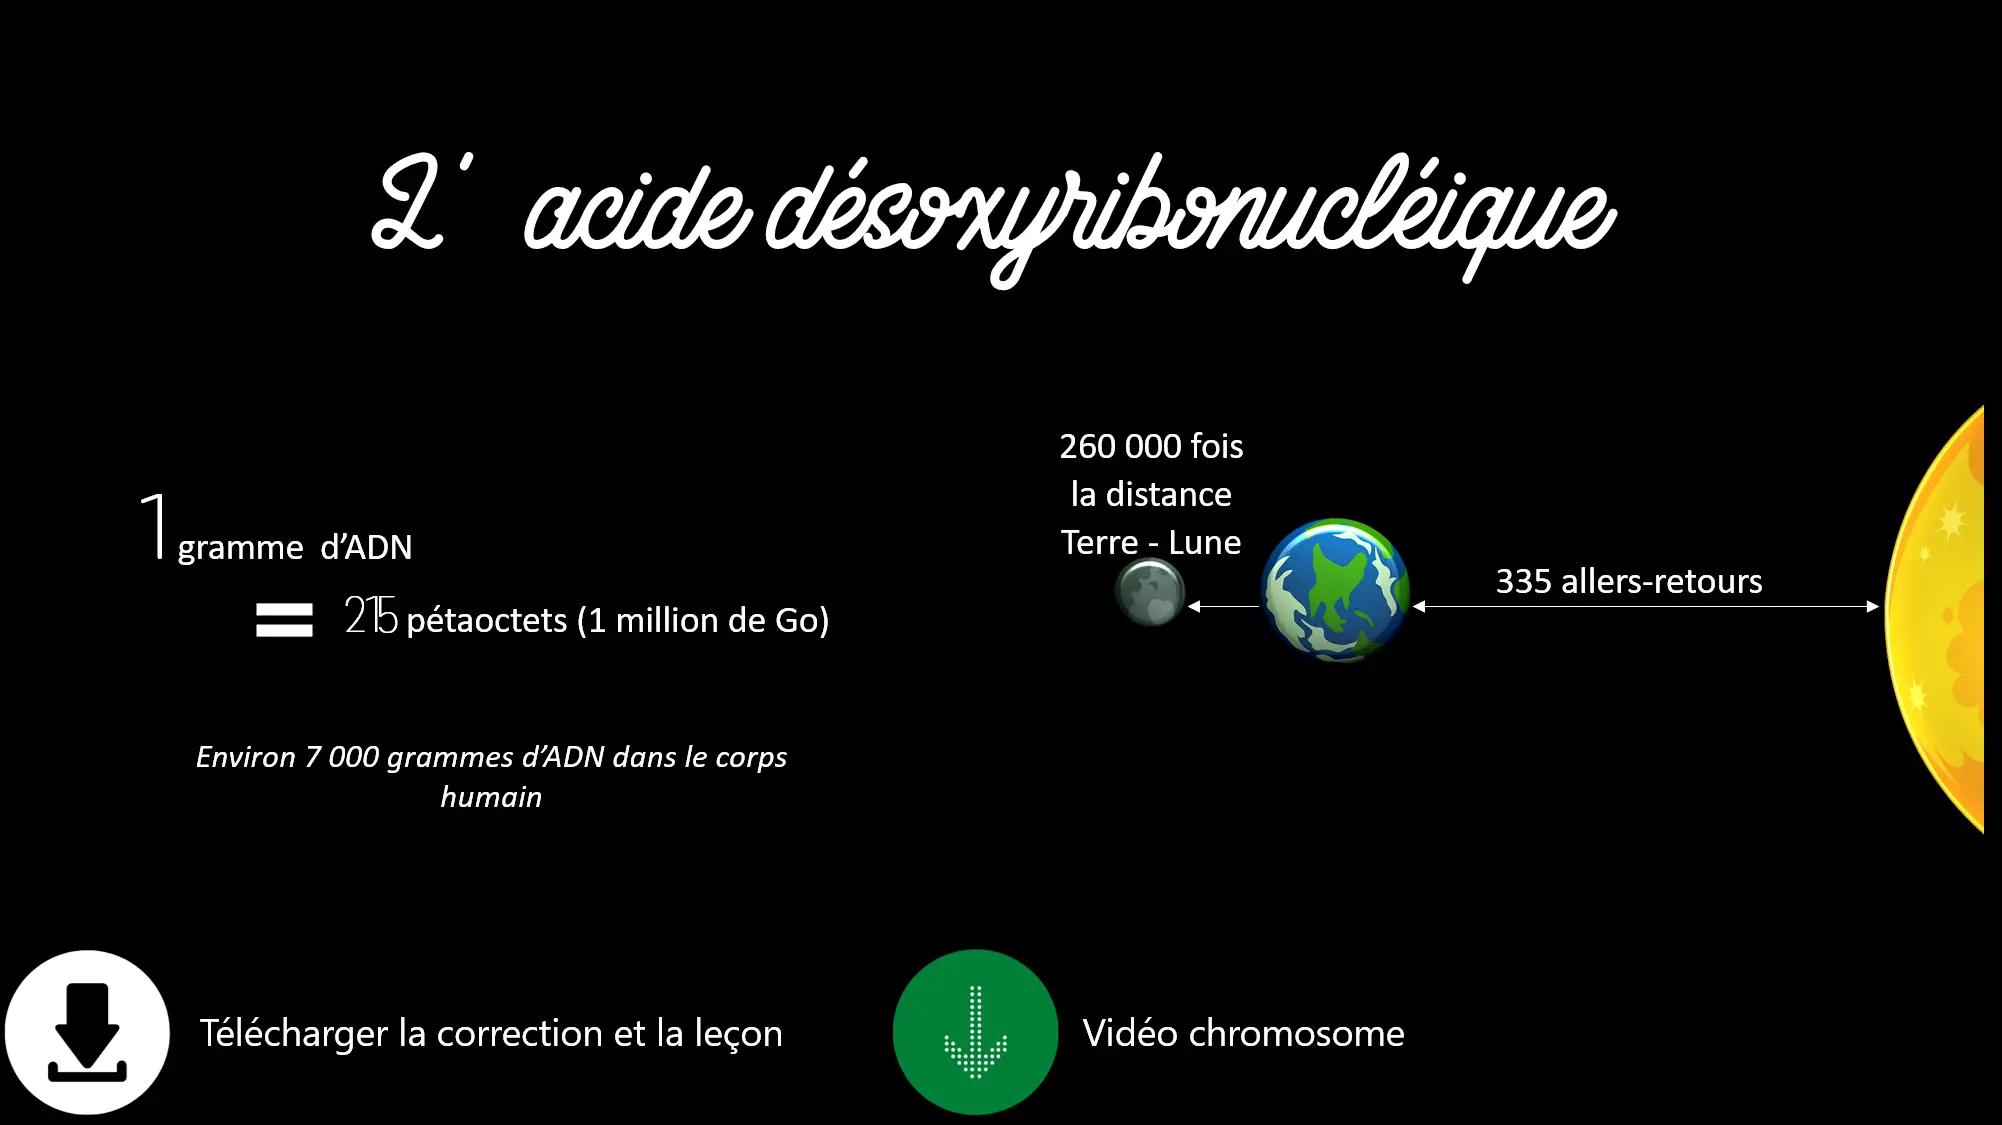 L' acide désoxyribonucléique
1 gramme d’ADN
= 215 pétaoctets (1 million de Go)
Environ 7 000 grammes d’ADN dans le corps
humain
260 000 fois
la distance
Terre - Lune
335 allers-retours
Télécharger la correction et la leçon
Vidéo chromosome